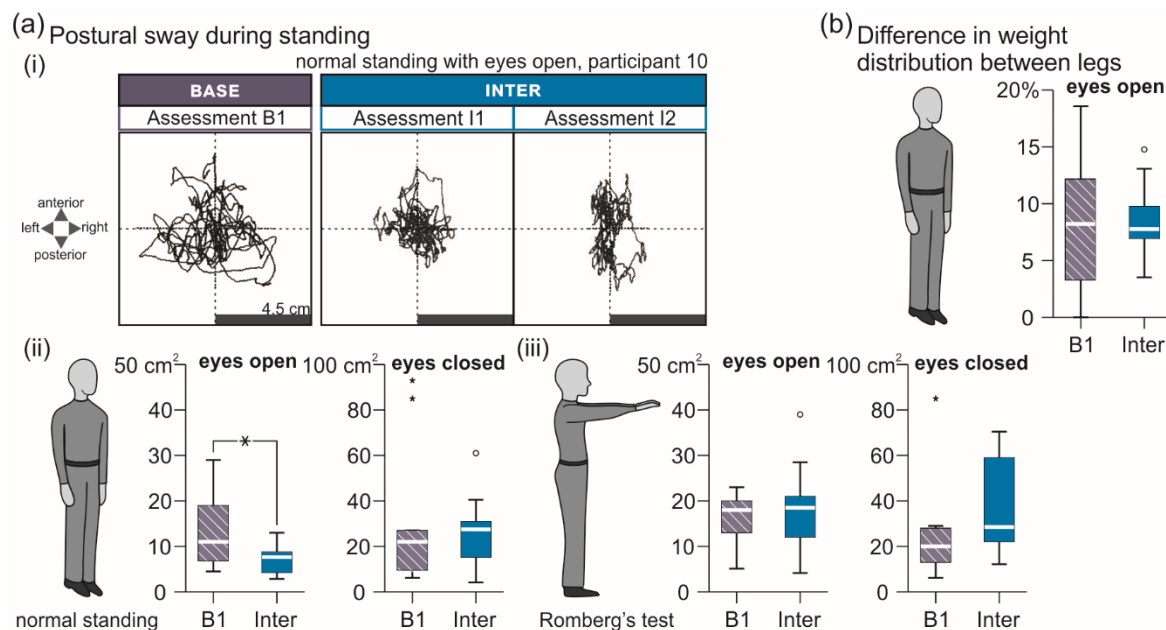 (a) Postural sway during standing
(i)
normal standing with eyes open, participant 10
BASE
INTER
Assessment B1
Assessment I1
Assessment I2
anterior
left
right
posterior
4.5 cm
(b) Difference in weight
distribution between legs
eyes open
20%
15
10
5
0
B1
Inter
(ii)
50 cm²
eyes open
40
30
20
10
0
*
B1
Inter
normal standing
100 cm²
eyes closed
80
60
40
20
0
*
*
B1
Inter
(iii)
50 cm²
eyes open
40
30
20
10
0
B1
Inter
Romberg's test
100 cm²
eyes closed
80
60
40
20
0
*
B1
Inter